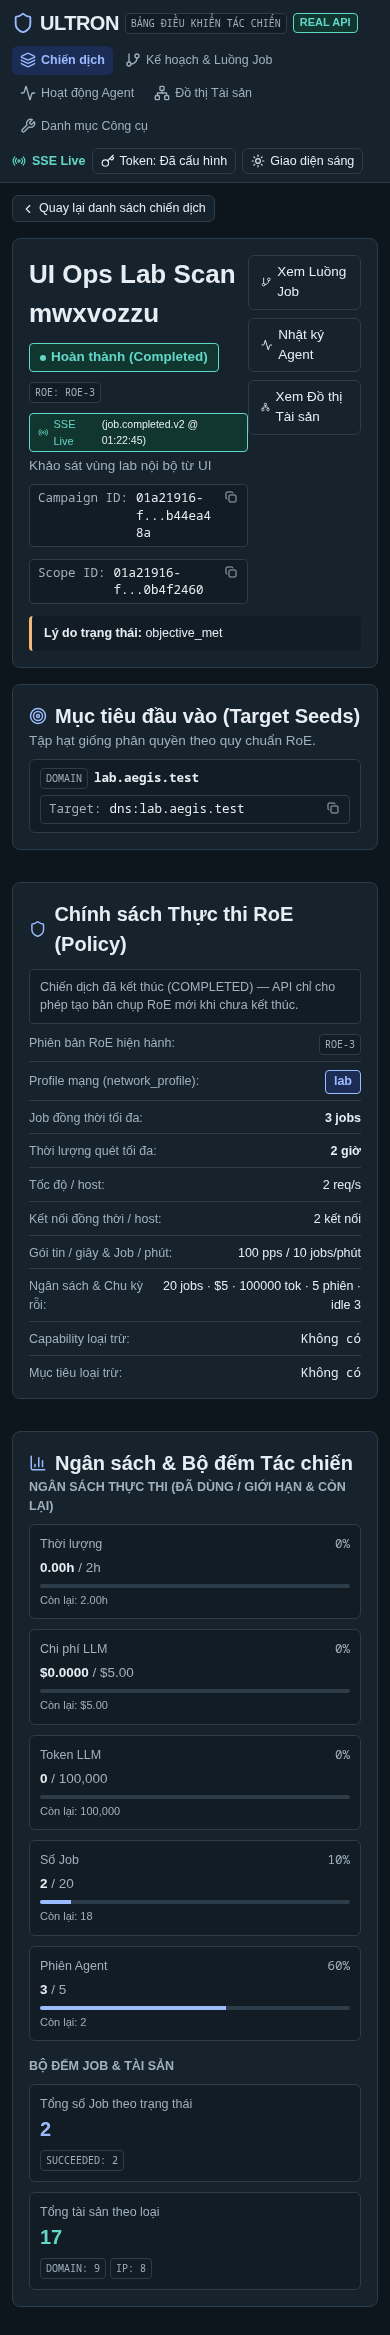 ULTRON BẢNG ĐIỀU KHIỂN TÁC CHIẾN REAL API
Chiến dịch Kế hoạch & Luồng Job
Hoạt động Agent Đồ thị Tài sản
Danh mục Công cụ
SSE Live Token: Đã cấu hình Giao diện sáng
Quay lại danh sách chiến dịch
UI Ops Lab Scan
mwxvozzu
Hoàn thành (Completed)
ROE: ROE-3
SSE
Live
(job.completed.v2 @
01:22:45)
Khảo sát vùng lab nội bộ từ UI
Campaign ID: 01a21916-
f...b44ea4
8a
Scope ID: 01a21916-
f...0b4f2460
Xem Luồng
Job
Nhật ký
Agent
Xem Đồ thị
Tài sản
Lý do trạng thái: objective_met
Mục tiêu đầu vào (Target Seeds)
Tập hạt giống phân quyền theo quy chuẩn RoE.
DOMAIN lab.aegis.test
Target: dns:lab.aegis.test
Chính sách Thực thi RoE
(Policy)
Chiến dịch đã kết thúc (COMPLETED) — API chỉ cho
phép tạo bản chụp RoE mới khi chưa kết thúc.
Phiên bản RoE hiện hành: ROE-3
Profile mạng (network_profile): lab
Job đồng thời tối đa: 3 jobs
Thời lượng quét tối đa: 2 giờ
Tốc độ / host: 2 req/s
Kết nối đồng thời / host: 2 kết nối
Gói tin / giây & Job / phút: 100 pps / 10 jobs/phút
Ngân sách & Chu kỳ
rỗi:
20 jobs · $5 · 100000 tok · 5 phiên ·
idle 3
Capability loại trừ: Không có
Mục tiêu loại trừ: Không có
Ngân sách & Bộ đếm Tác chiến
NGÂN SÁCH THỰC THI (ĐÃ DÙNG / GIỚI HẠN & CÒN
LẠI)
Thời lượng 0%
0.00h / 2h
Còn lại: 2.00h
Chi phí LLM 0%
$0.0000 / $5.00
Còn lại: $5.00
Token LLM 0%
0 / 100,000
Còn lại: 100,000
Số Job 10%
2 / 20
Còn lại: 18
Phiên Agent 60%
3 / 5
Còn lại: 2
BỘ ĐẾM JOB & TÀI SẢN
Tổng số Job theo trạng thái
2
SUCCEEDED: 2
Tổng tài sản theo loại
17
DOMAIN: 9 IP: 8